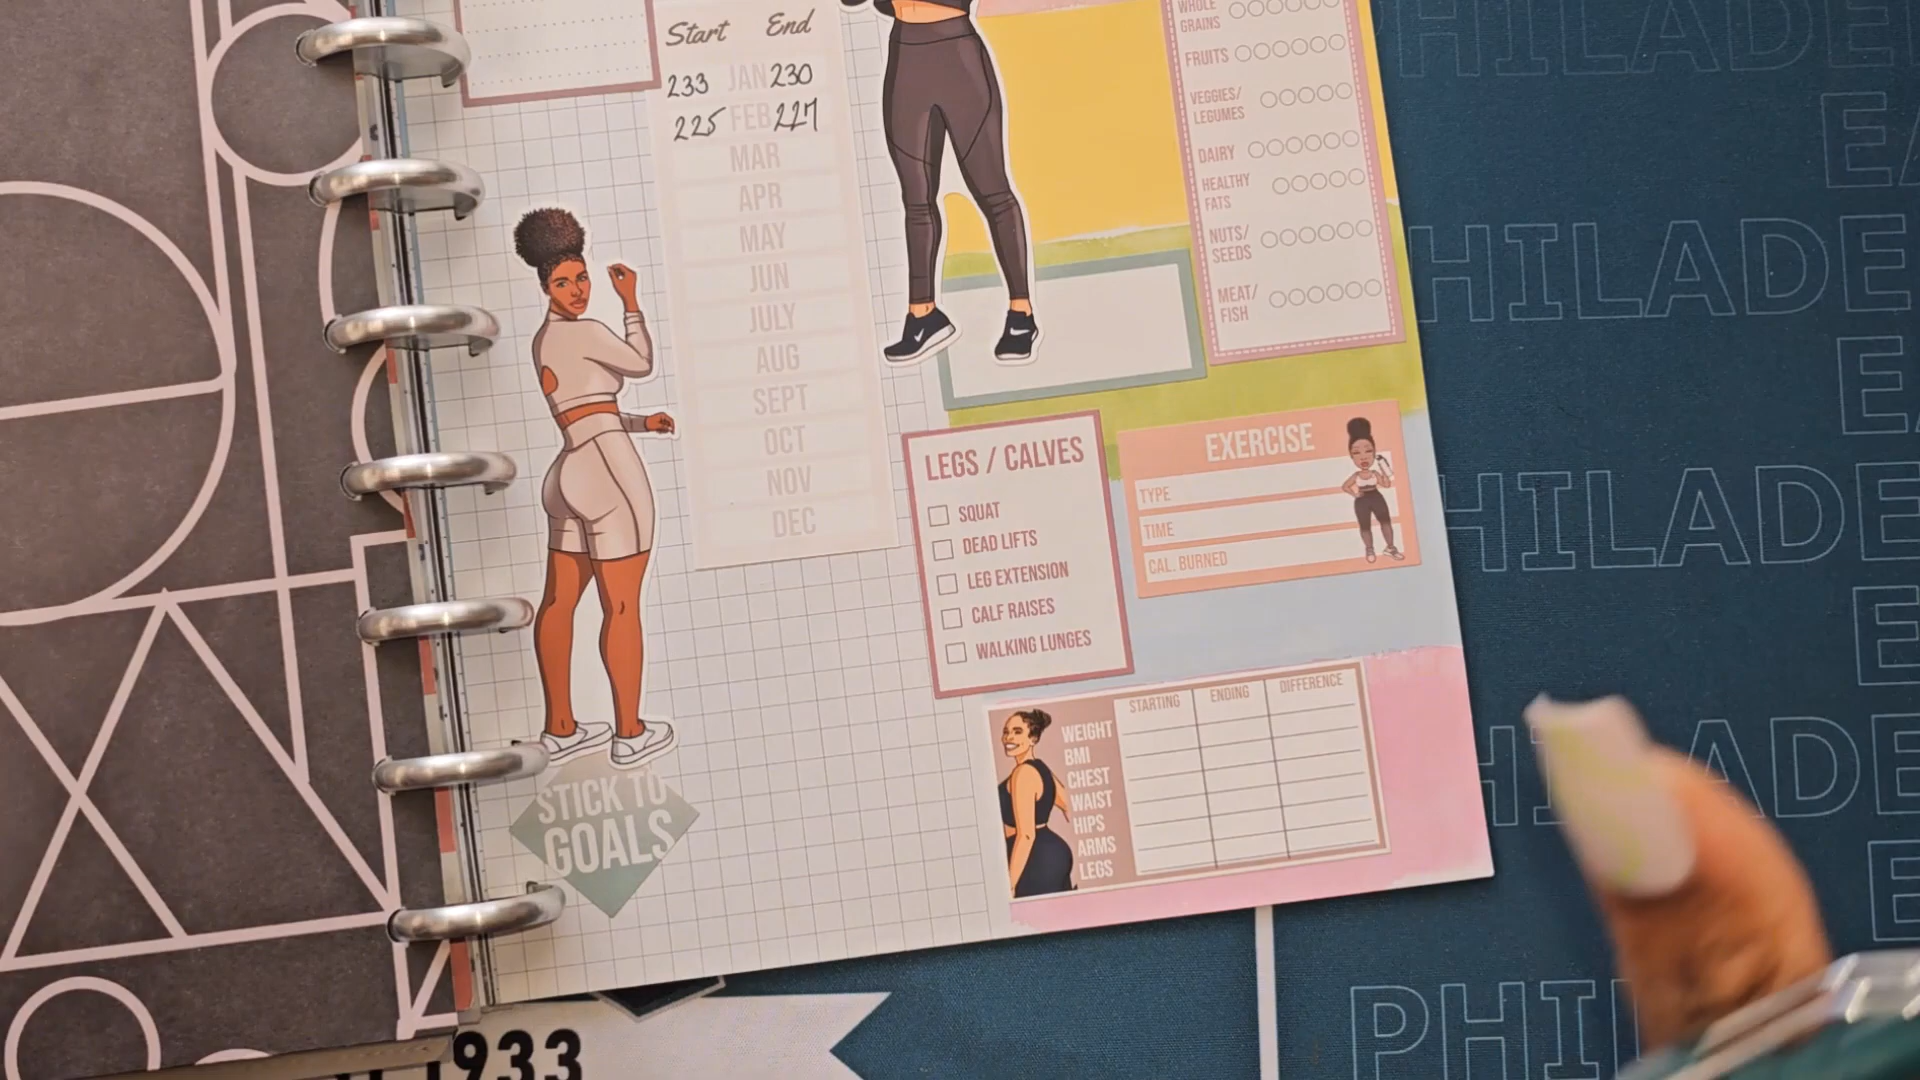 Start End
233 JAN 230
225 FEB 227
MAR
APR
MAY
JUN
JULY
AUG
SEPT
OCT
NOV
DEC
STICK TO
GOALS
WHOLE
GRAINS
FRUITS
VEGGIES/
LEGUMES
DAIRY
HEALTHY
FATS
NUTS/
SEEDS
MEAT/
FISH
LEGS / CALVES
SQUAT
DEAD LIFTS
LEG EXTENSION
CALF RAISES
WALKING LUNGES
EXERCISE
TYPE
TIME
CAL. BURNED
STARTING ENDING DIFFERENCE
WEIGHT
BMI
CHEST
WAIST
HIPS
ARMS
LEGS
HILADE
EA
HILADE
E
HILADE
E
HI ADE
E
PHI
1933